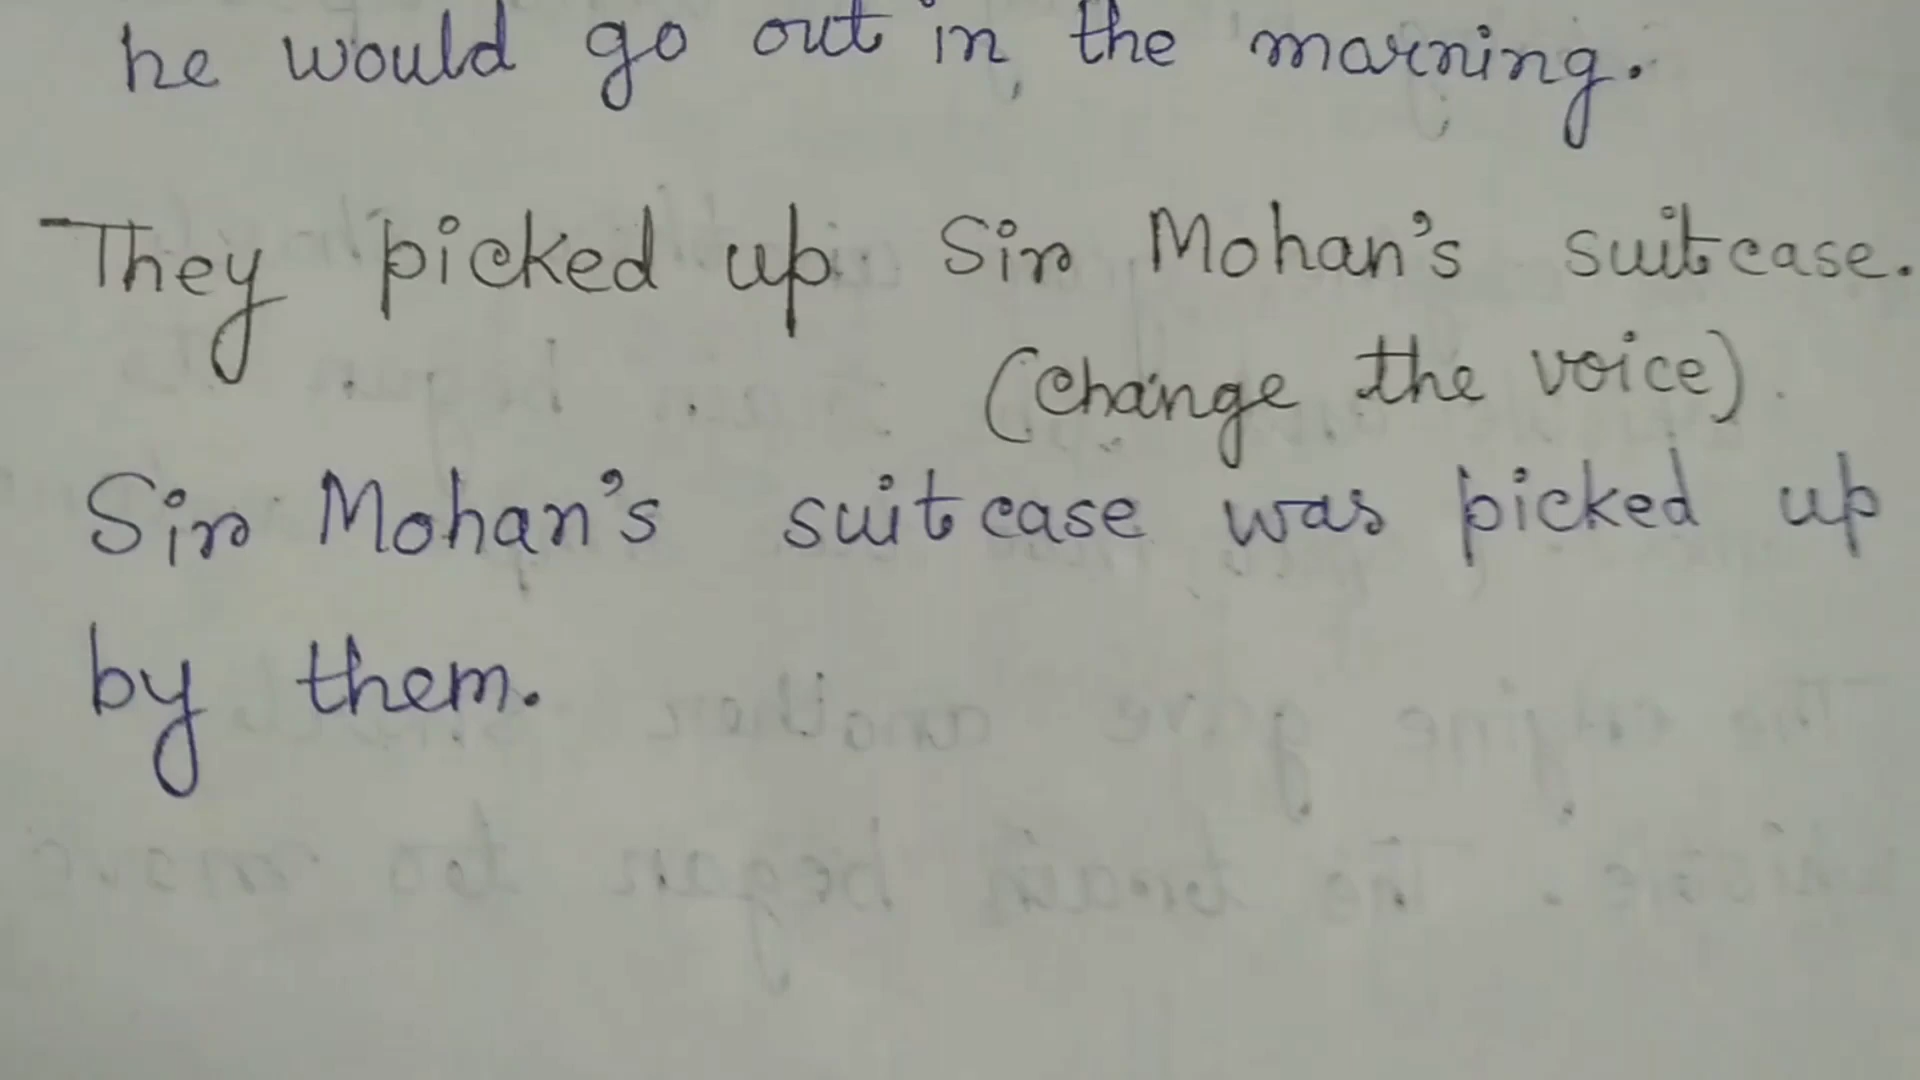 he would go out in the morning.
They picked up Sir Mohan's suitcase.
(Change the voice)
Sir Mohan's suitcase was picked up
by them.